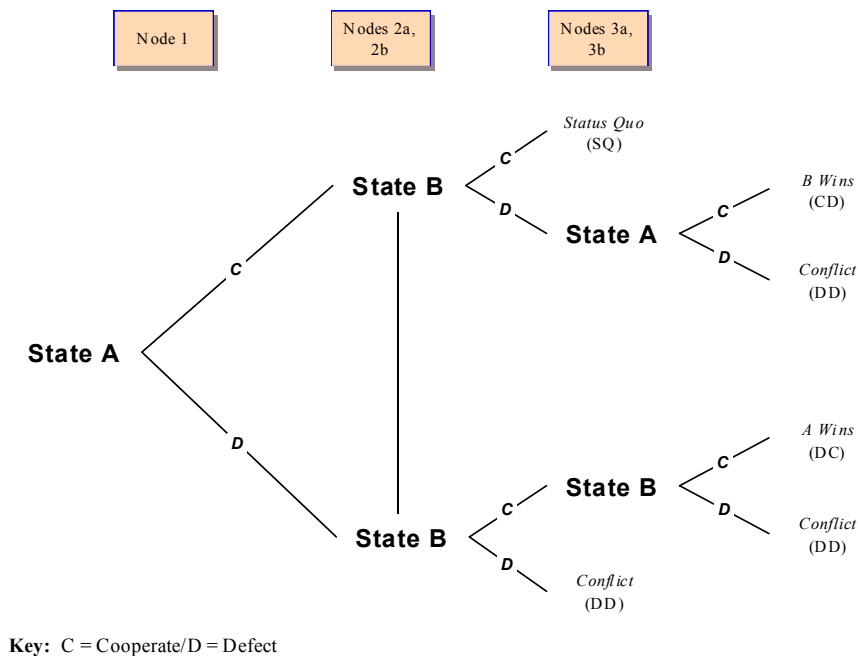 Node 1
Nodes 2a,
2b
Nodes 3a,
3b
Status Quo
(SQ)
C
State B
B Wins
(CD)
D
C
State A
C
D
Conflict
(DD)
State A
D
A Wins
(DC)
C
State B
C
D
State B
Conflict
(DD)
D
Conflict
(DD)
Key: C = Cooperate/D = Defect